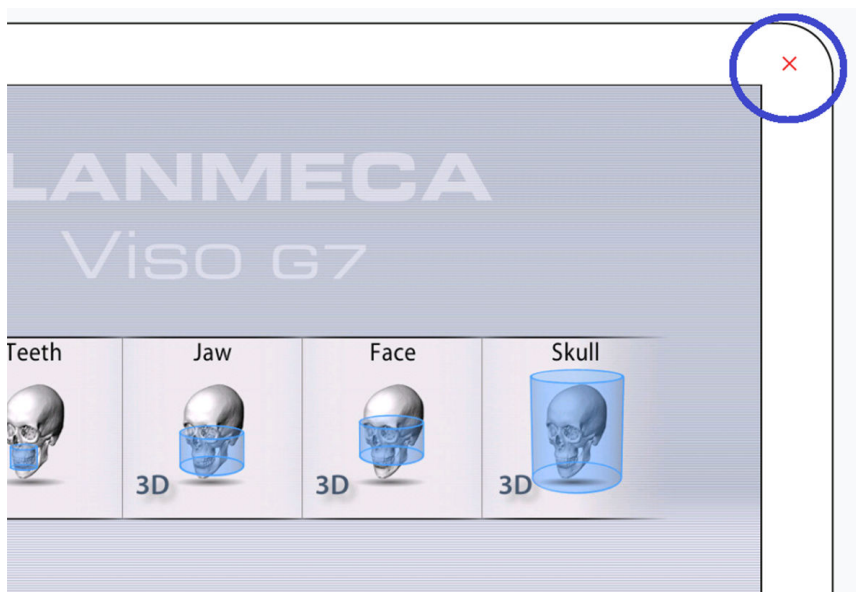 LANMECA
Viso G7
Teeth
Jaw
Face
Skull
3D
3D
3D